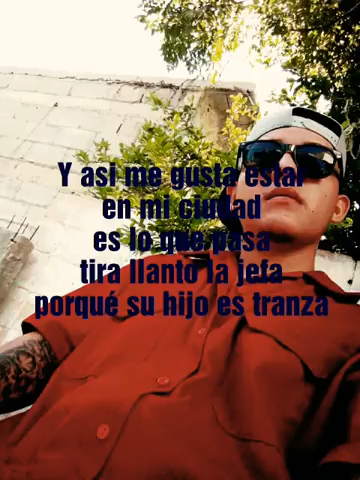 Y asi me gusta estar
en mi ciudad
es lo que pasa
tira llanto la jefa
porqué su hijo es tranza